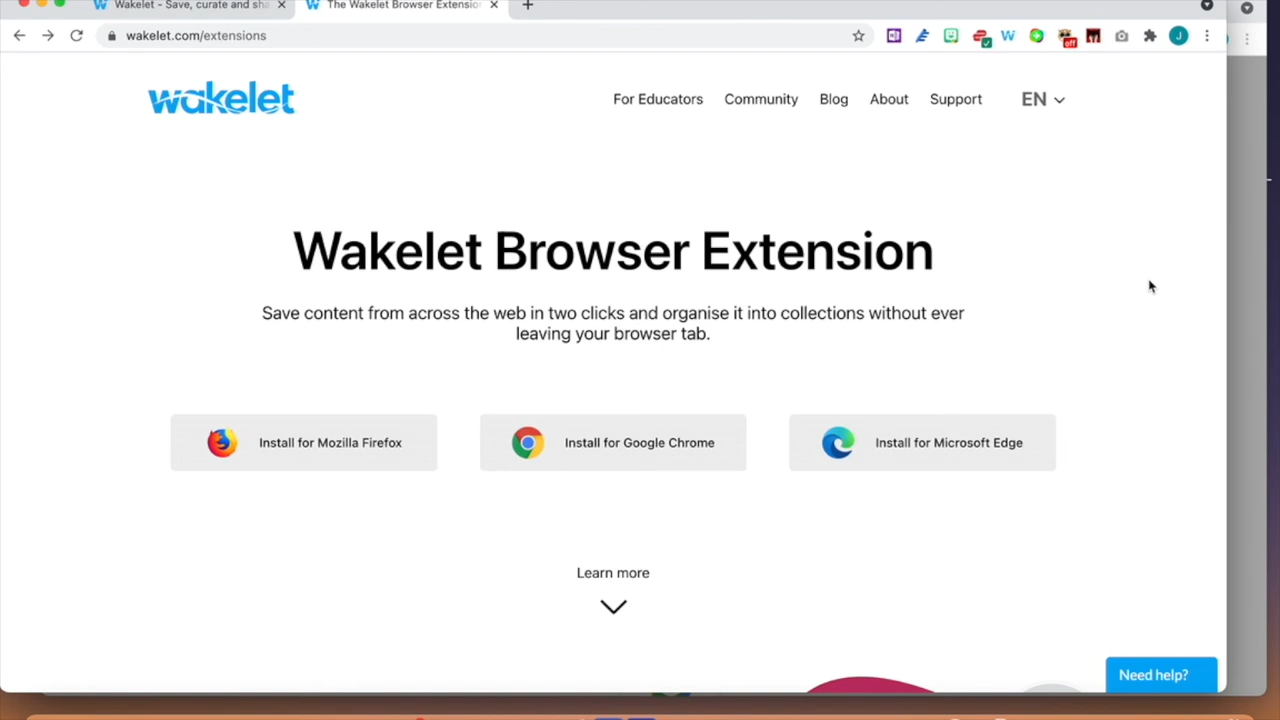 Wakelet - Save, curate and sha
The Wakelet Browser Extension
wakelet.com/extensions
off
J
wakelet
For Educators
Community
Blog
About
Support
EN
Wakelet Browser Extension
Save content from across the web in two clicks and organise it into collections without ever
leaving your browser tab.
Install for Mozilla Firefox
Install for Google Chrome
Install for Microsoft Edge
Learn more
Need help?